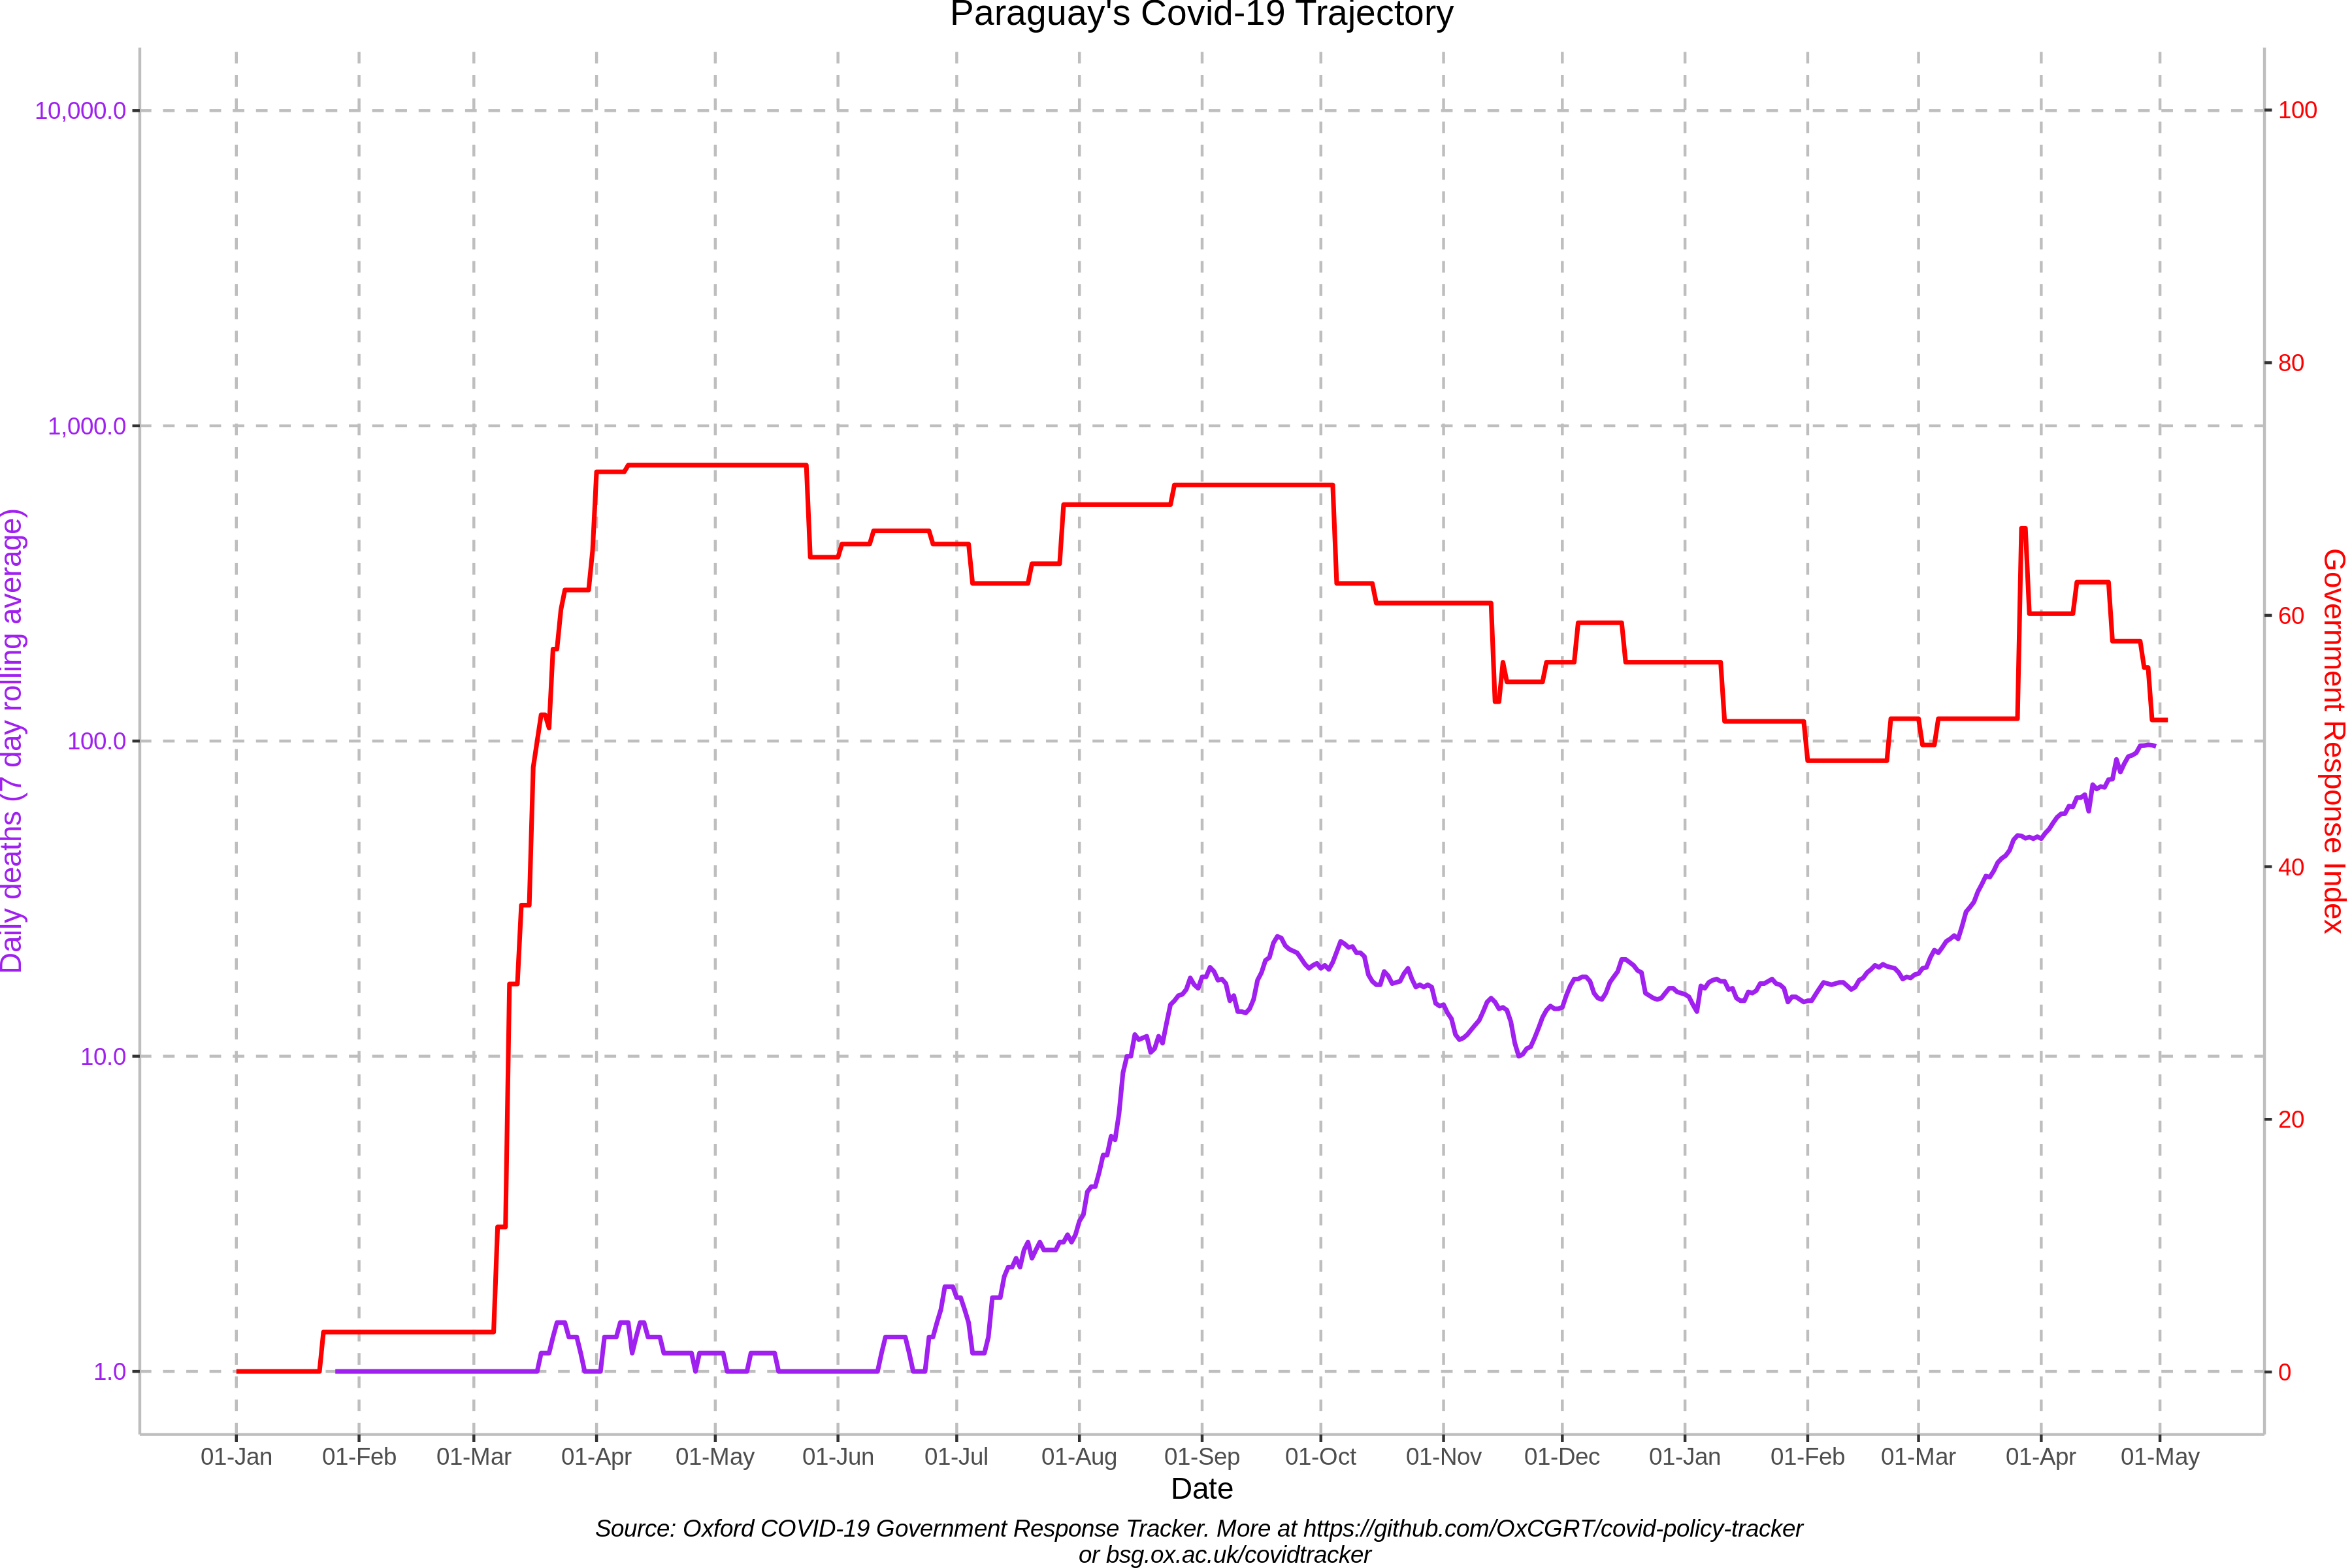 Paraguay's Covid-19 Trajectory
10,000.0
1,000.0
100.0
10.0
1.0
Daily deaths (7 day rolling average)
100
80
60
40
20
0
Government Response Index
01-Jan 01-Feb 01-Mar 01-Apr 01-May 01-Jun 01-Jul 01-Aug 01-Sep 01-Oct 01-Nov 01-Dec 01-Jan 01-Feb 01-Mar 01-Apr 01-May
Date
Source: Oxford COVID-19 Government Response Tracker. More at https://github.com/OxCGRT/covid-policy-tracker
or bsg.ox.ac.uk/covidtracker